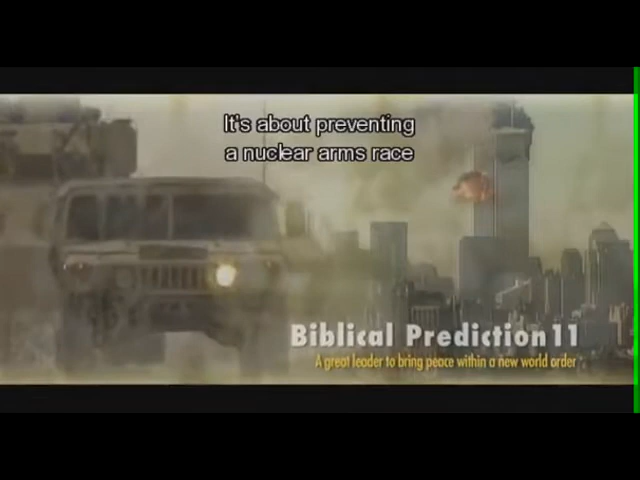 It's about preventing
a nuclear arms race
Biblical Prediction 11
A great leader to bring peace within a new world order